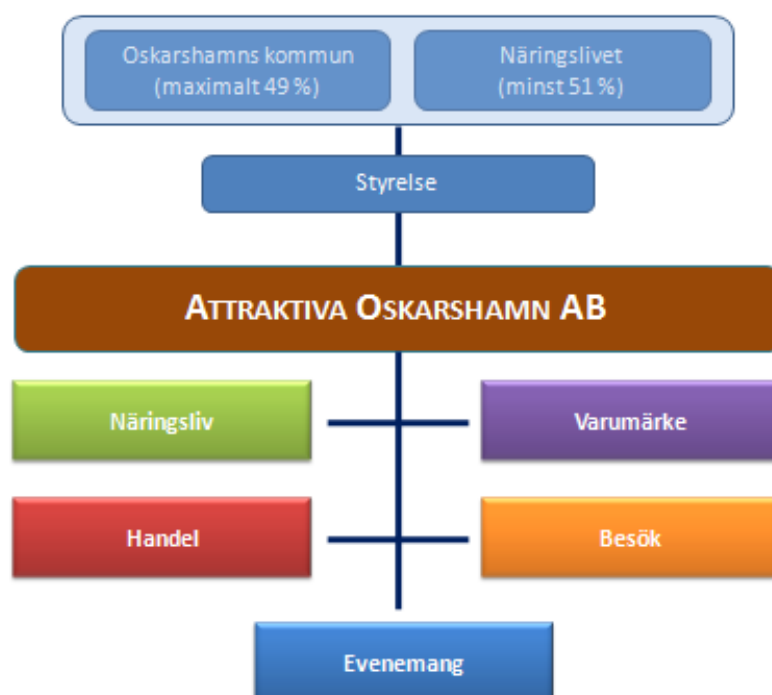 Oskarshamns kommun
(maximalt 49 %)
Näringslivet
(minst 51 %)
Styrelse
ATTRAKTIVA OSKARSHAMN AB
Näringsliv
Varumärke
Handel
Besök
Evenemang